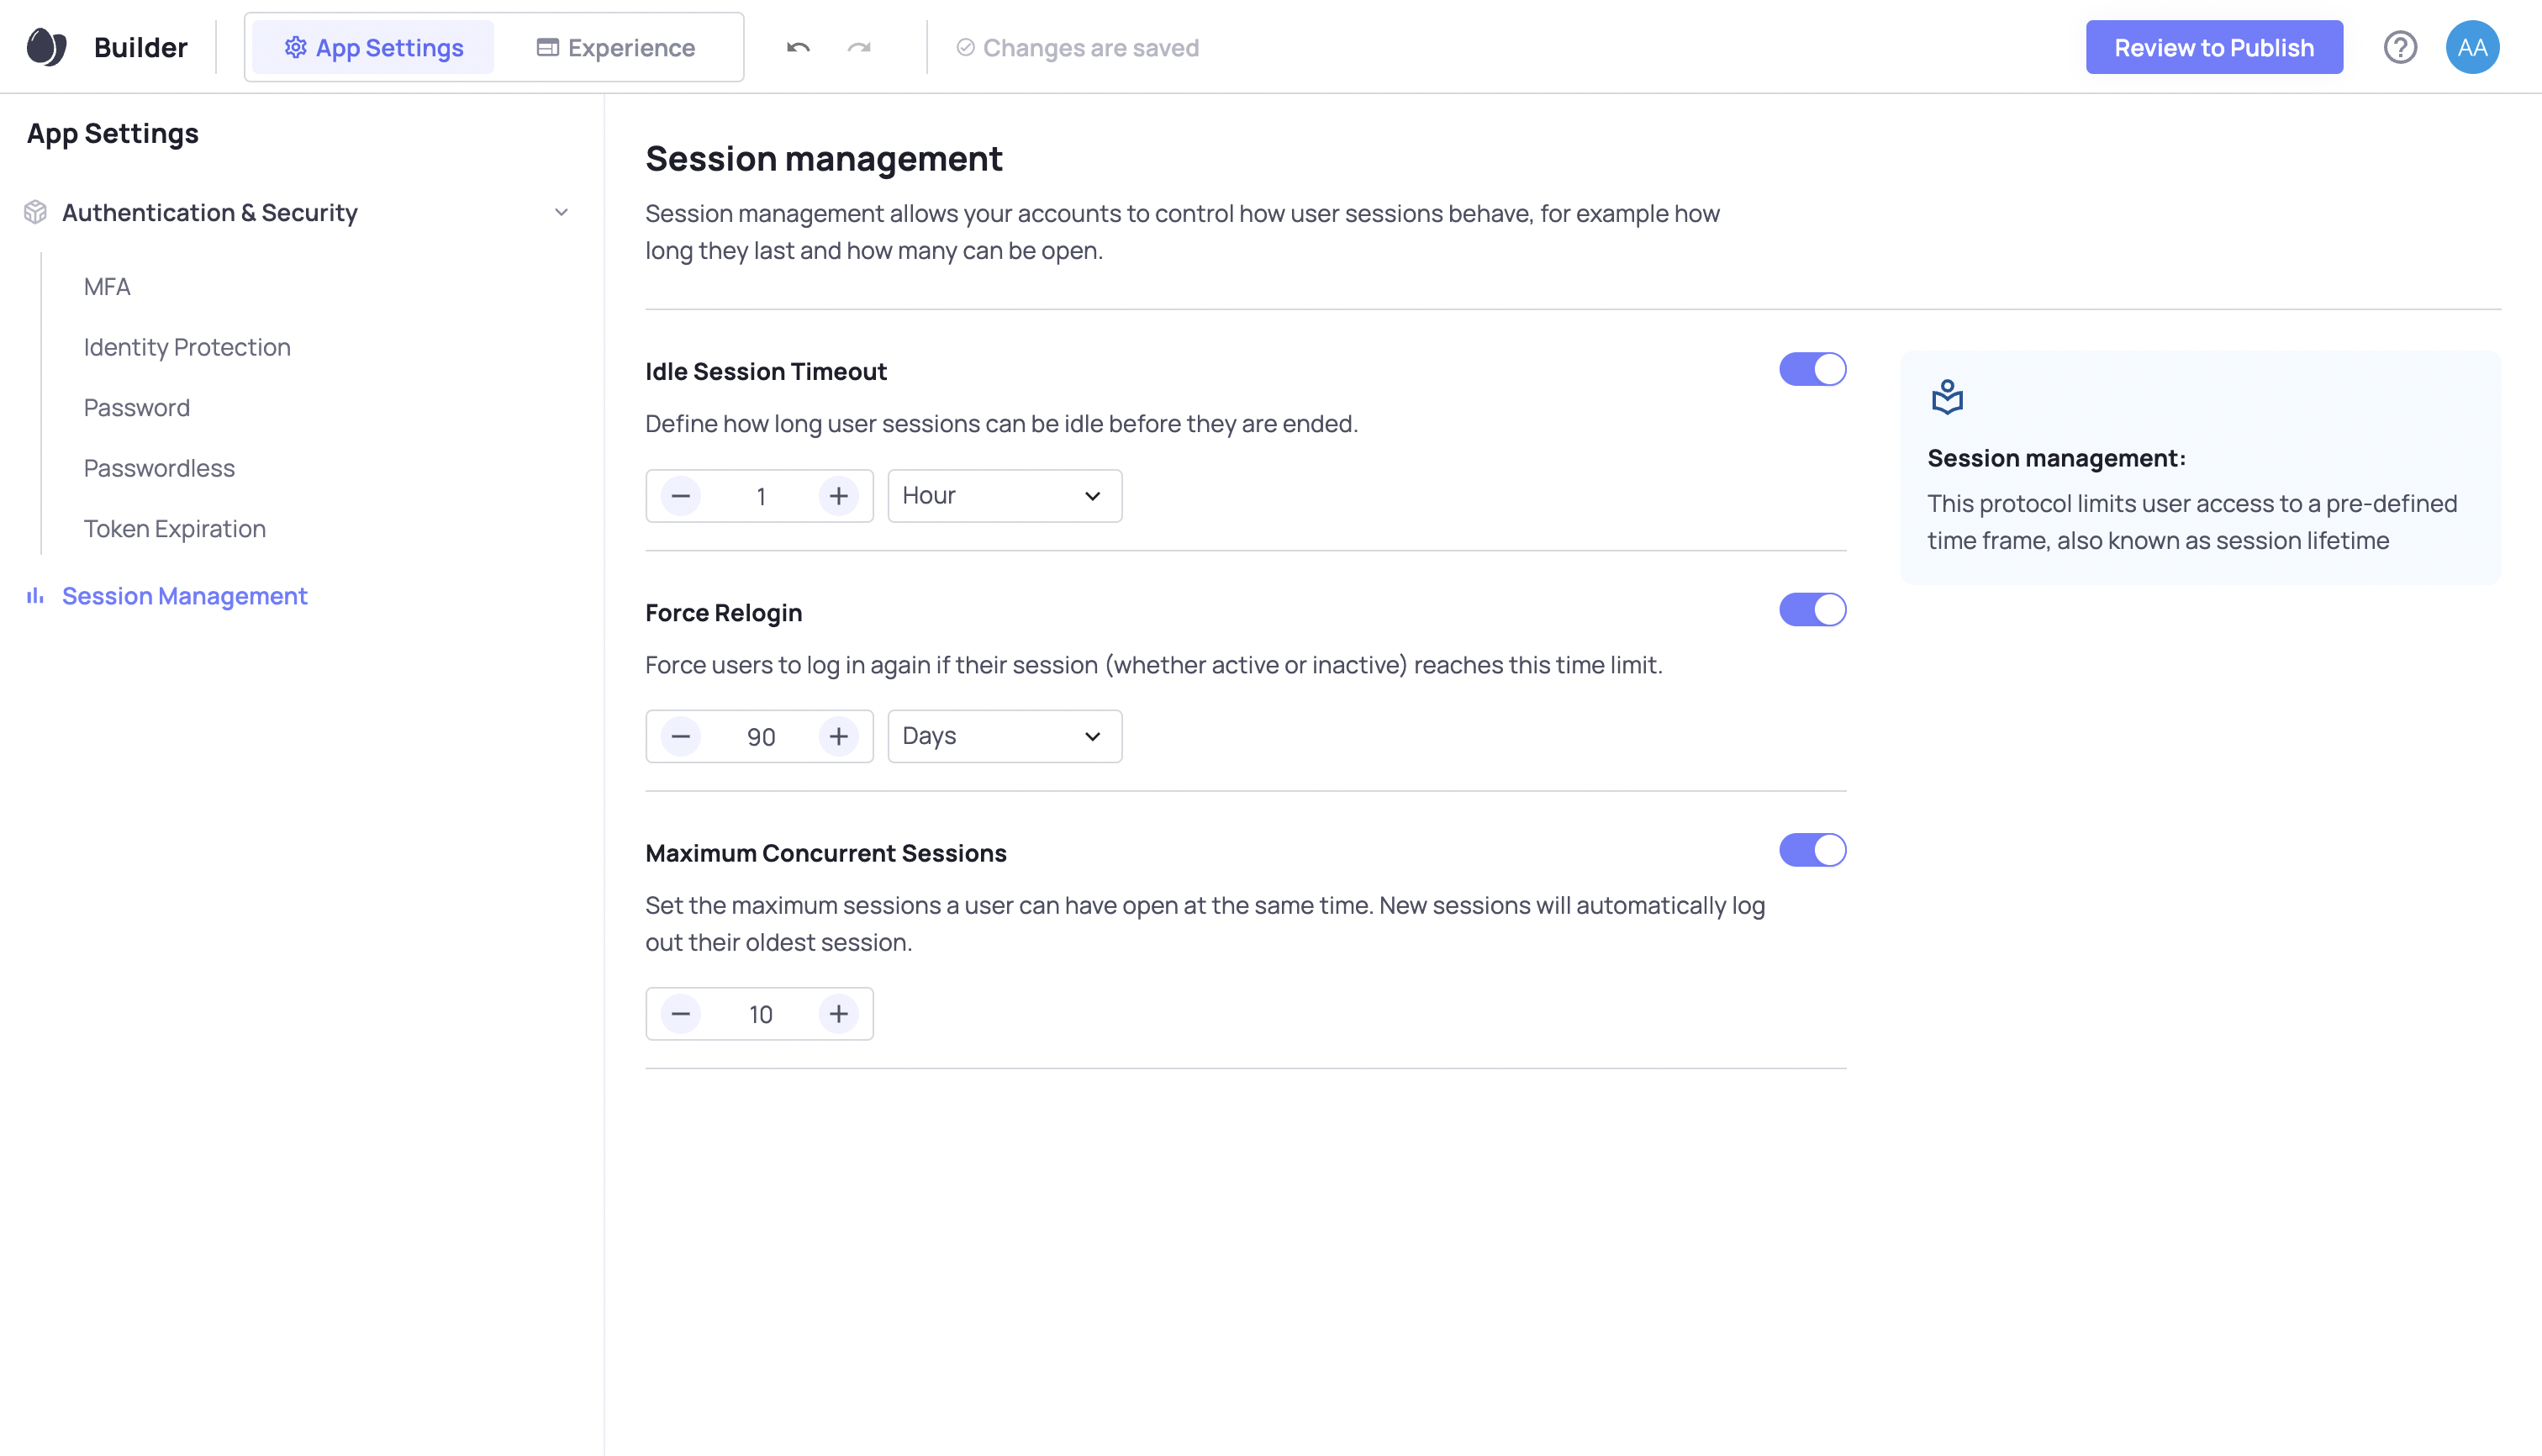 Builder
App Settings
Experience
Changes are saved
Review to Publish
AA
App Settings
Authentication & Security
MFA
Identity Protection
Password
Passwordless
Token Expiration
Session Management
Session management
Session management allows your accounts to control how user sessions behave, for example how
long they last and how many can be open.
Idle Session Timeout
Define how long user sessions can be idle before they are ended.
1
Hour
Force Relogin
Force users to log in again if their session (whether active or inactive) reaches this time limit.
90
Days
Maximum Concurrent Sessions
Set the maximum sessions a user can have open at the same time. New sessions will automatically log
out their oldest session.
10
Session management:
This protocol limits user access to a pre-defined
time frame, also known as session lifetime